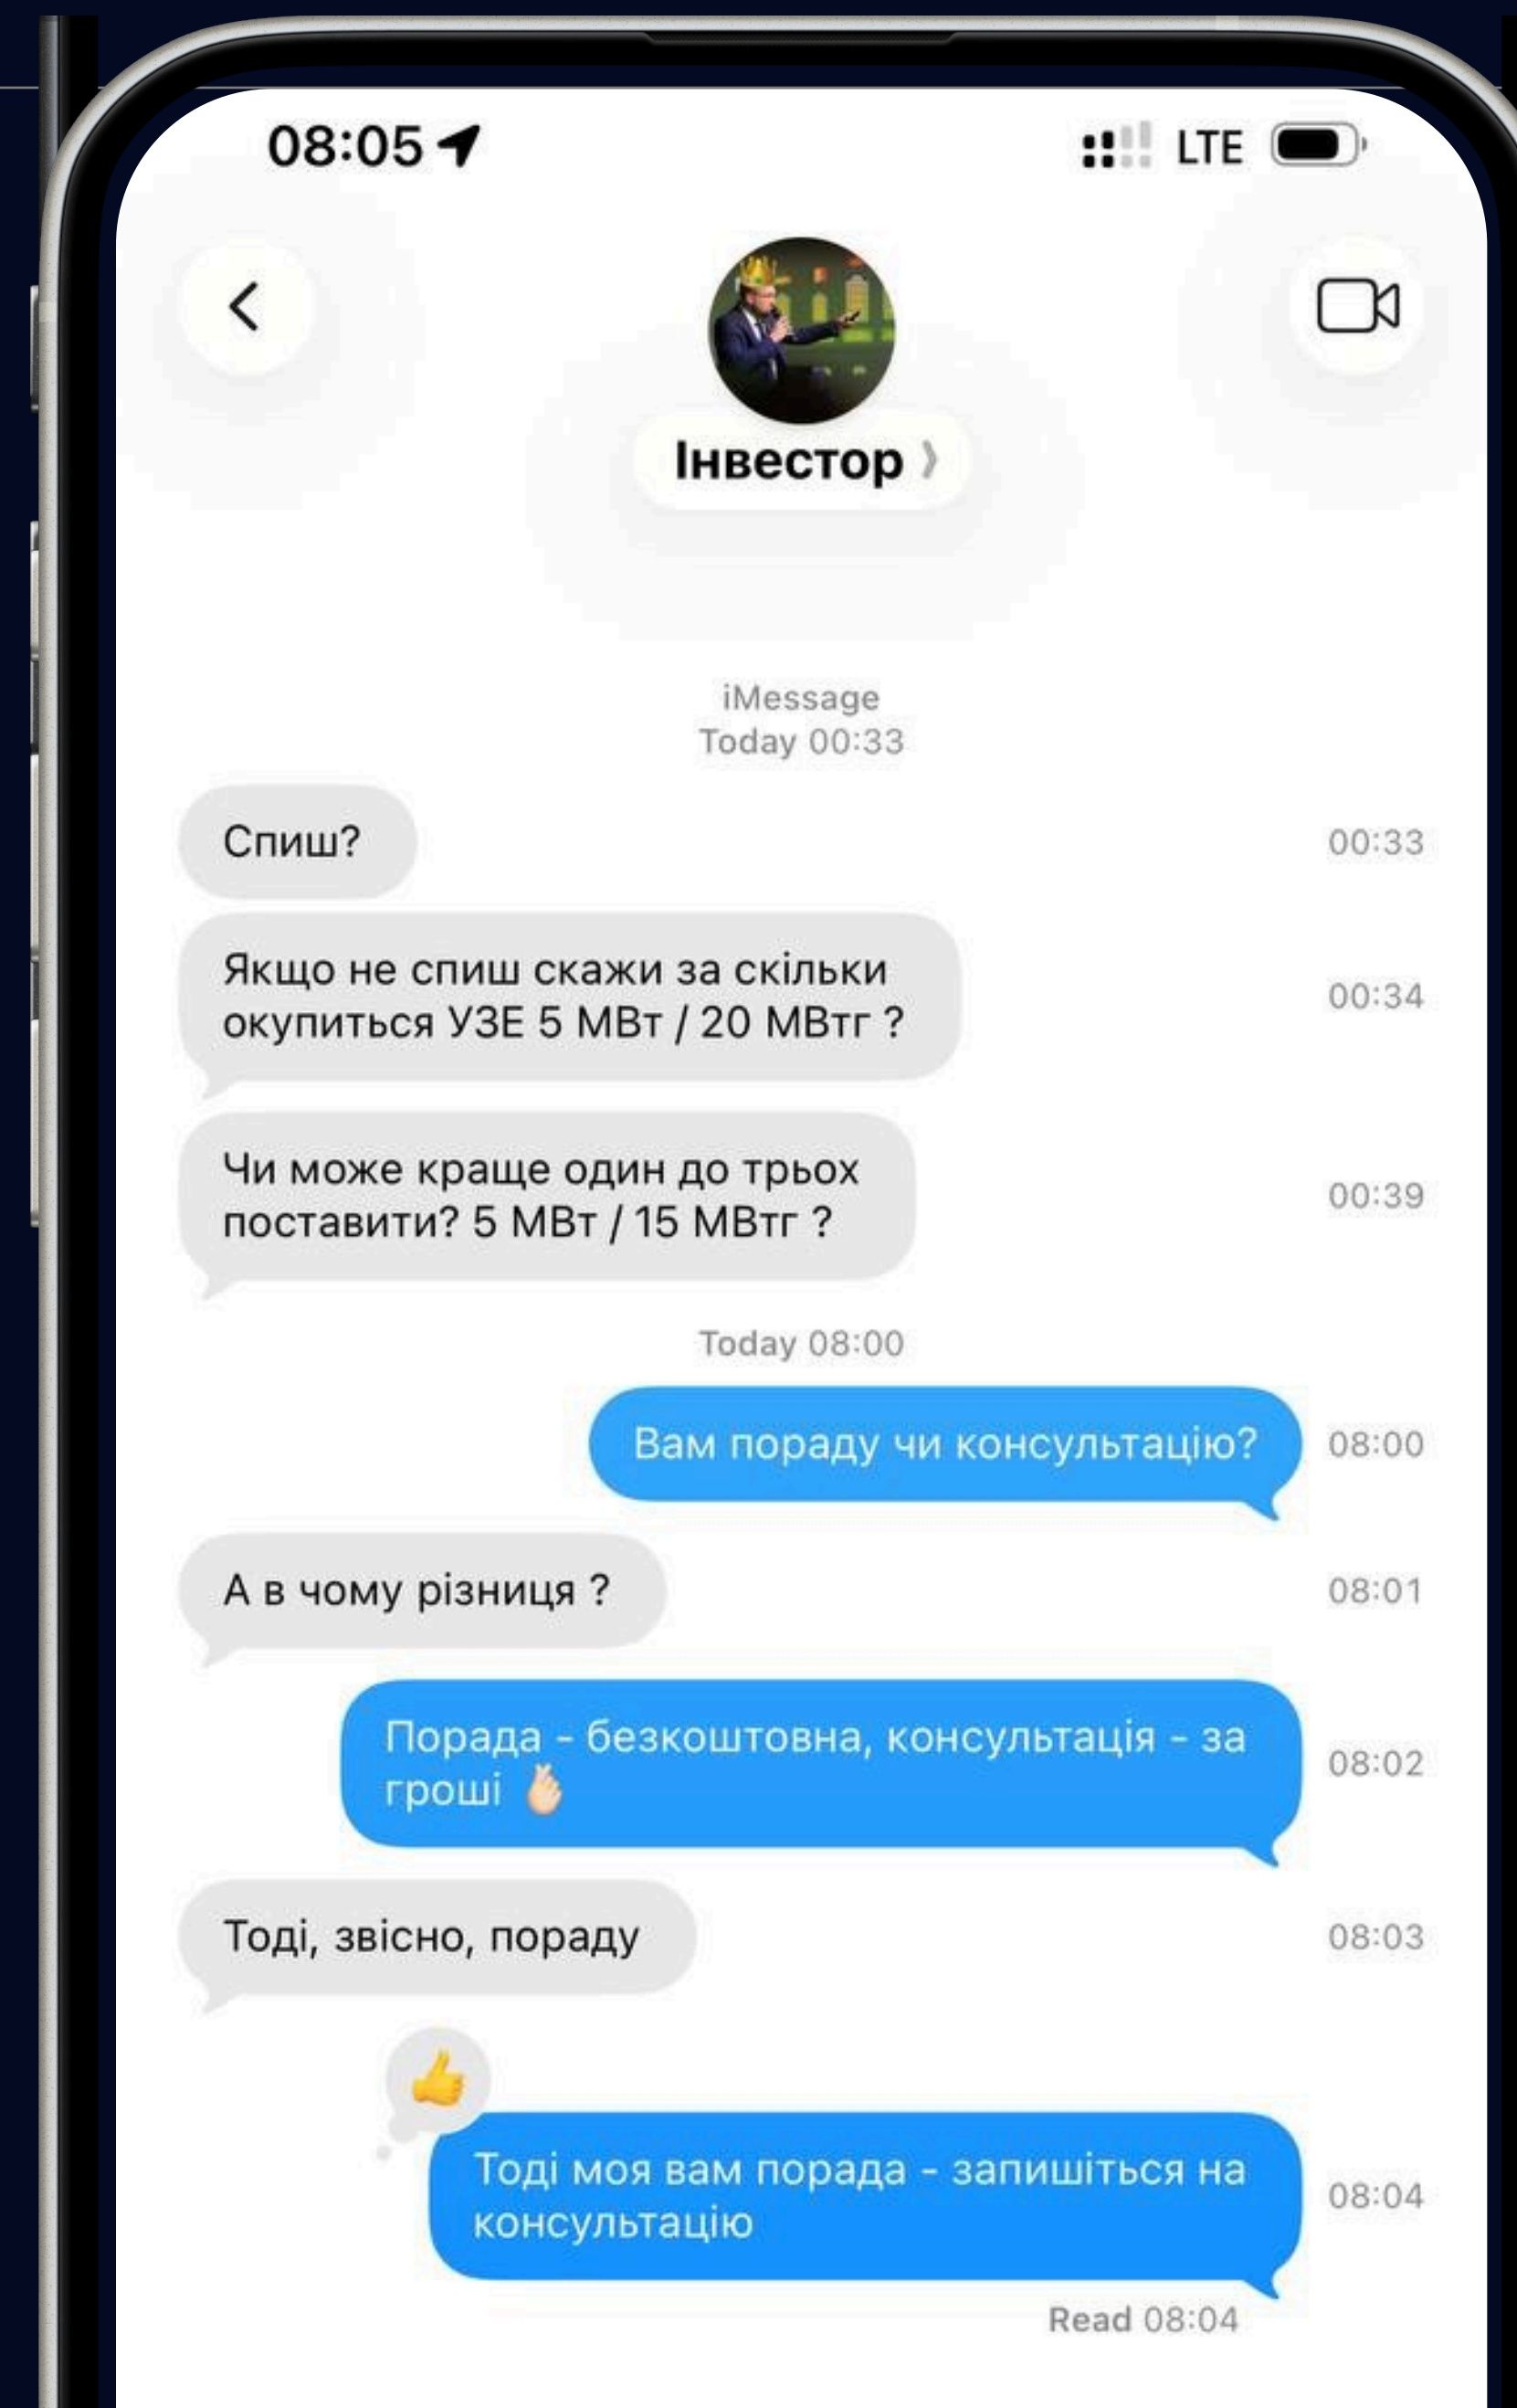 08:05
LTE
Інвестор
iMessage
Today 00:33
Спиш?
00:33
Якщо не спиш скажи за скільки
окупиться УЗЕ 5 МВт / 20 МВтг ?
00:34
Чи може краще один до трьох
поставити? 5 МВт / 15 МВтг ?
00:39
Today 08:00
Вам пораду чи консультацію?
08:00
А в чому різниця ?
08:01
Порада - безкоштовна, консультація - за
гроші 🫰🏻
08:02
Тоді, звісно, пораду
08:03
👍
Тоді моя вам порада - запишіться на
консультацію
08:04
Read 08:04